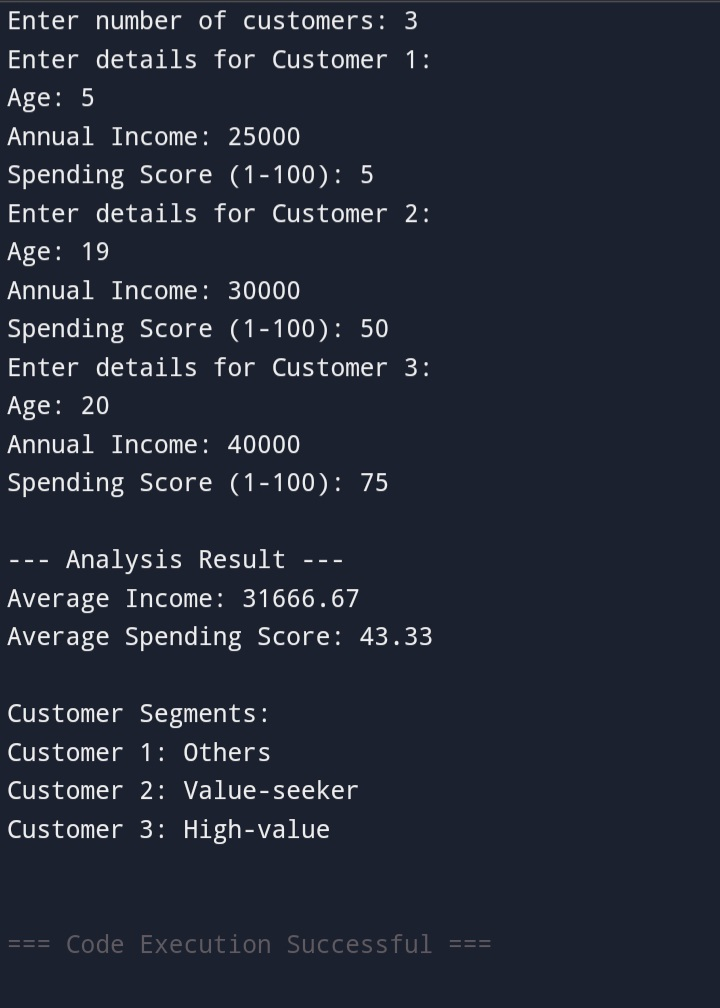 Enter number of customers: 3
Enter details for Customer 1:
Age: 5
Annual Income: 25000
Spending Score (1-100): 5
Enter details for Customer 2:
Age: 19
Annual Income: 30000
Spending Score (1-100): 50
Enter details for Customer 3:
Age: 20
Annual Income: 40000
Spending Score (1-100): 75
--- Analysis Result ---
Average Income: 31666.67
Average Spending Score: 43.33
Customer Segments:
Customer 1: Others
Customer 2: Value-seeker
Customer 3: High-value
=== Code Execution Successful ===